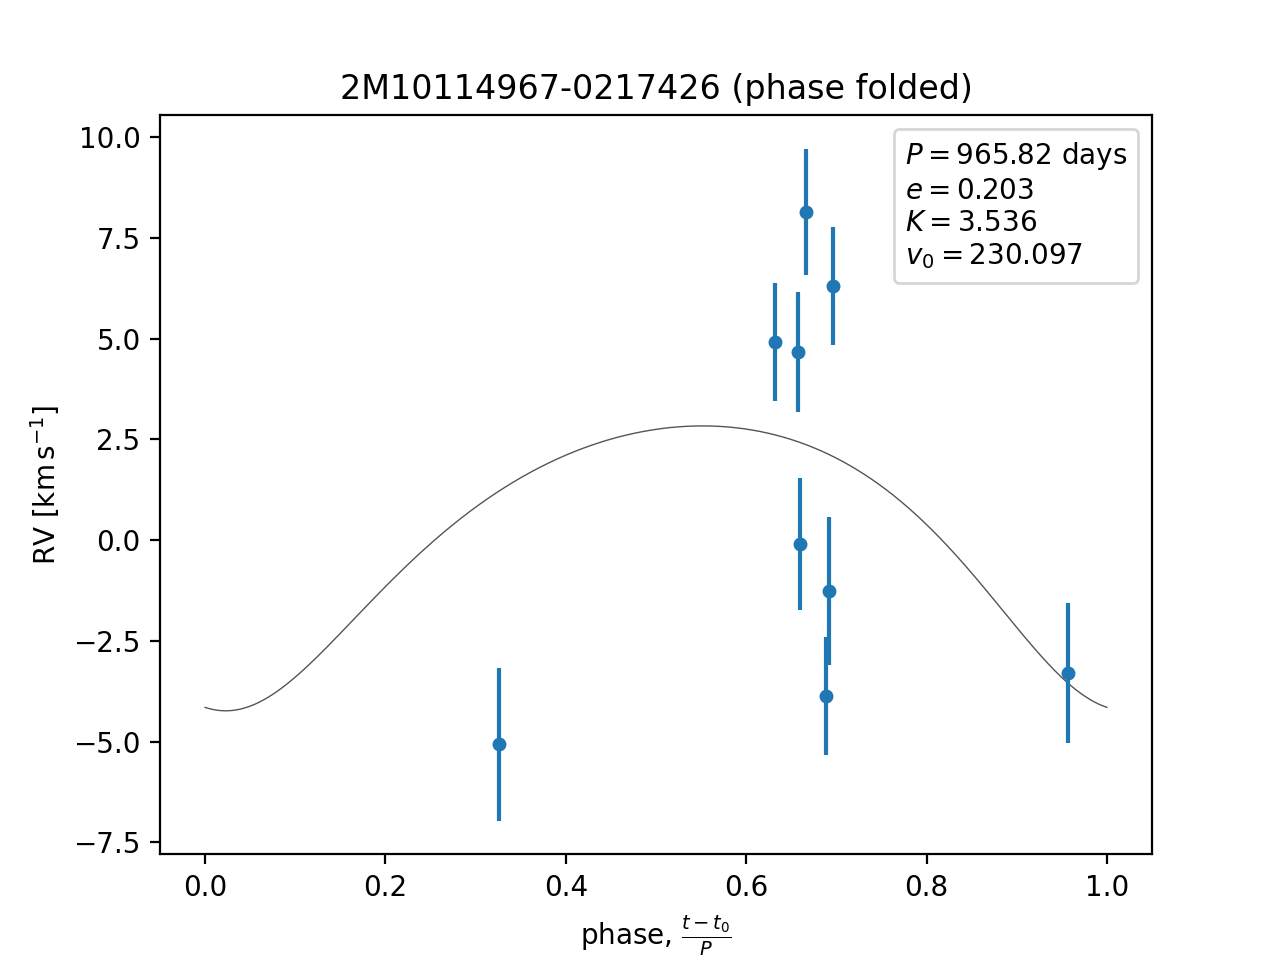 2M10114967-0217426 (phase folded)
P = 965.82 days
e = 0.203
K = 3.536
v₀ = 230.097
10.0
7.5
5.0
2.5
0.0
−2.5
−5.0
−7.5
RV [km s⁻¹]
0.0 0.2 0.4 0.6 0.8 1.0
phase, (t − t₀)/P